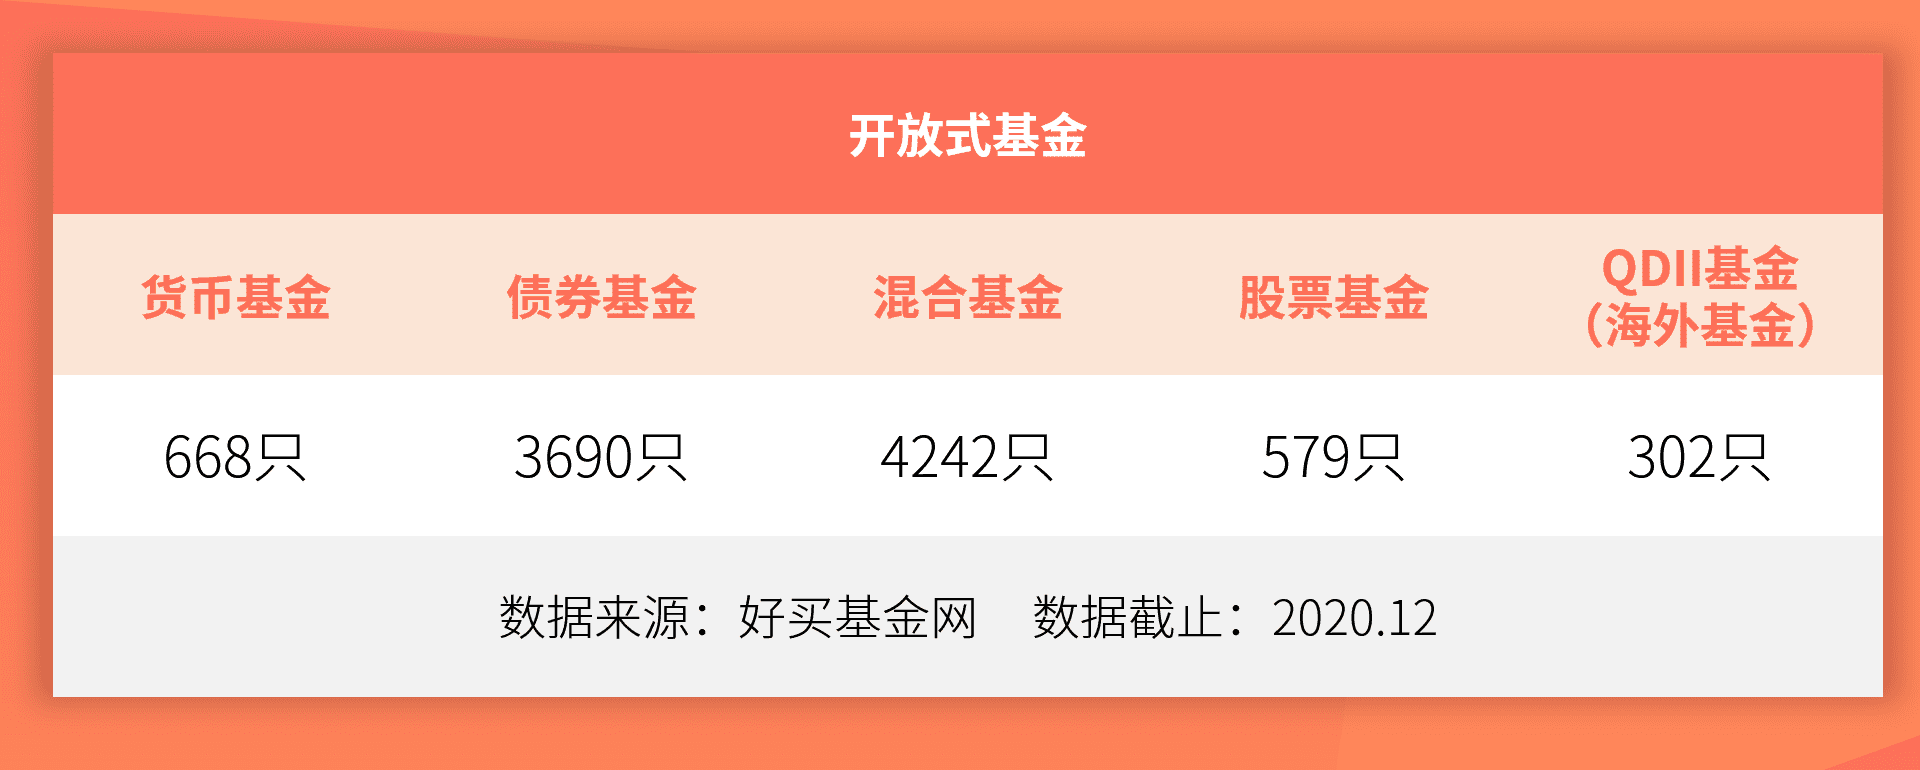 开放式基金
货币基金 债券基金 混合基金 股票基金 QDII基金
（海外基金）
668只 3690只 4242只 579只 302只
数据来源：好买基金网 数据截止：2020.12